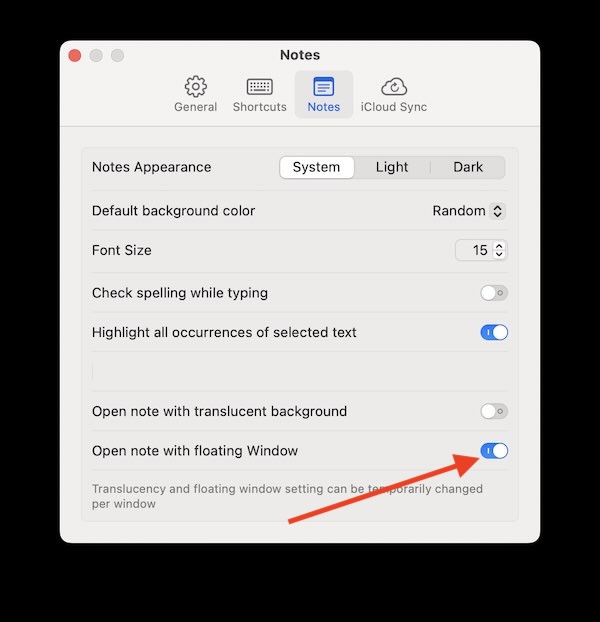 Notes
General Shortcuts Notes iCloud Sync
Notes Appearance System Light Dark
Default background color Random
Font Size 15
Check spelling while typing
Highlight all occurrences of selected text
Open note with translucent background
Open note with floating Window
Translucency and floating window setting can be temporarily changed
per window